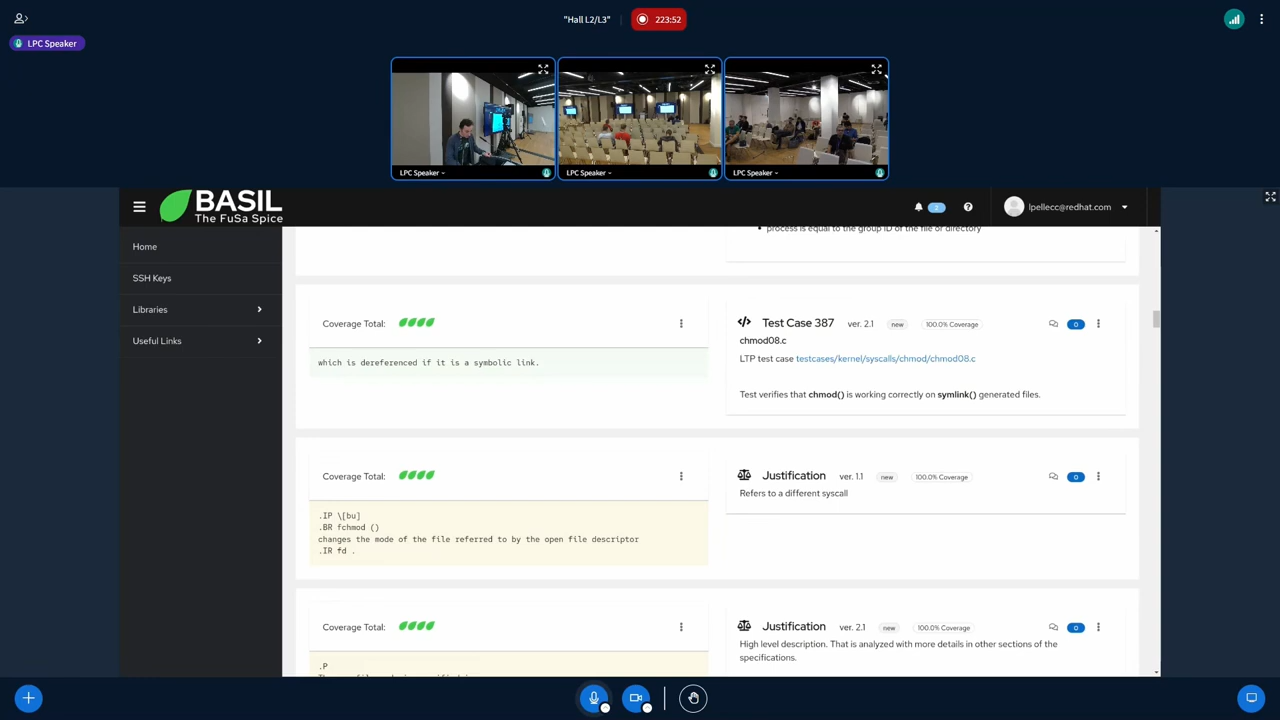 "Hall L2/L3"
223:52
LPC Speaker
LPC Speaker
LPC Speaker
LPC Speaker
BASIL
The FuSa Spice
2
lpellecc@redhat.com
Home
SSH Keys
Libraries
Useful Links
process is equal to the group ID of the file or directory
Coverage Total:
which is dereferenced if it is a symbolic link.
Test Case 387 ver. 2.1 new 100.0% Coverage 0
chmod08.c
LTP test case testcases/kernel/syscalls/chmod/chmod08.c
Test verifies that chmod() is working correctly on symlink() generated files.
Coverage Total:
.IP \[bu]
.BR fchmod ()
changes the mode of the file referred to by the open file descriptor
.IR fd .
Justification ver. 1.1 new 100.0% Coverage 0
Refers to a different syscall
Coverage Total:
.P
Justification ver. 2.1 new 100.0% Coverage 0
High level description. That is analyzed with more details in other sections of the
specifications.